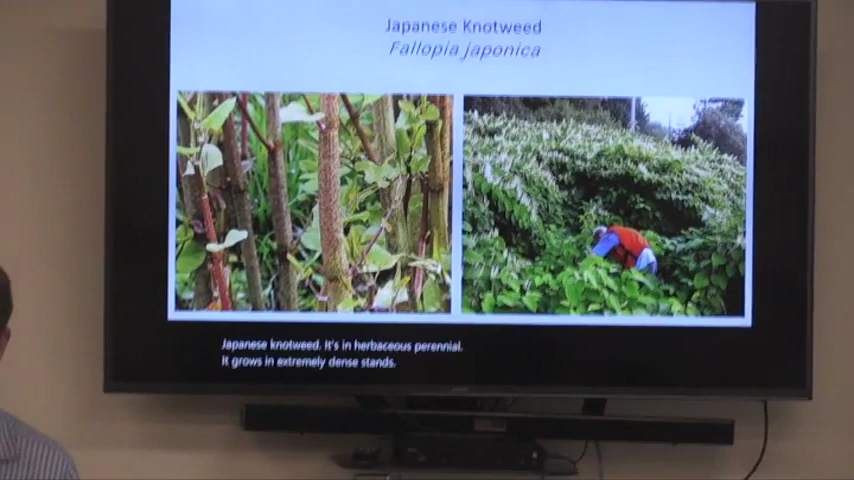 Japanese Knotweed
Fallopia japonica
Japanese knotweed. It's in herbaceous perennial.
It grows in extremely dense stands.